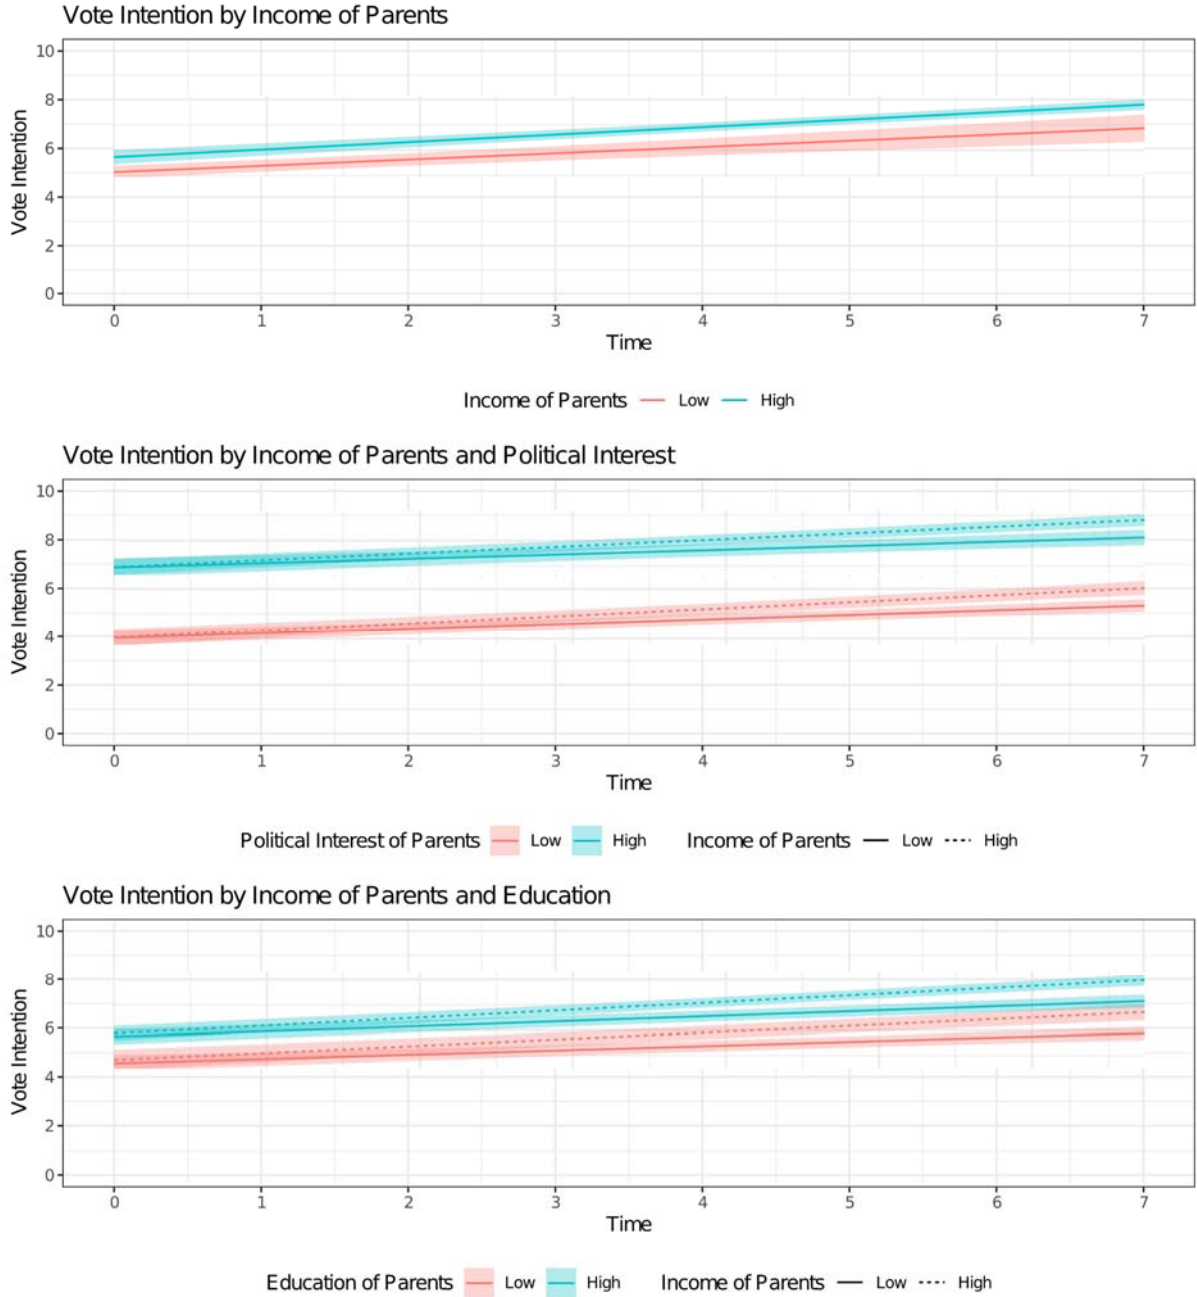 Vote Intention by Income of Parents
10
8
6
4
2
0
Vote Intention
0 1 2 3 4 5 6 7
Time
Income of Parents Low High
Vote Intention by Income of Parents and Political Interest
10
8
6
4
2
0
Vote Intention
0 1 2 3 4 5 6 7
Time
Political Interest of Parents Low High Income of Parents Low High
Vote Intention by Income of Parents and Education
10
8
6
4
2
0
Vote Intention
0 1 2 3 4 5 6 7
Time
Education of Parents Low High Income of Parents Low High